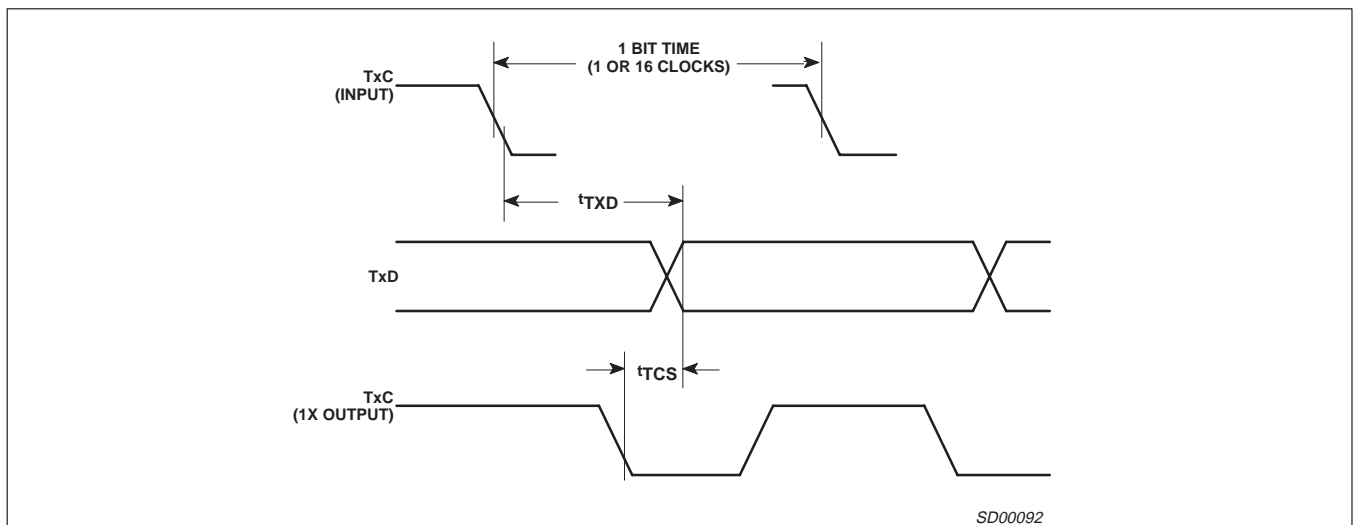 1 BIT TIME
(1 OR 16 CLOCKS)
TxC
(INPUT)
tTXD
TxD
tTCS
TxC
(1X OUTPUT)
SD00092